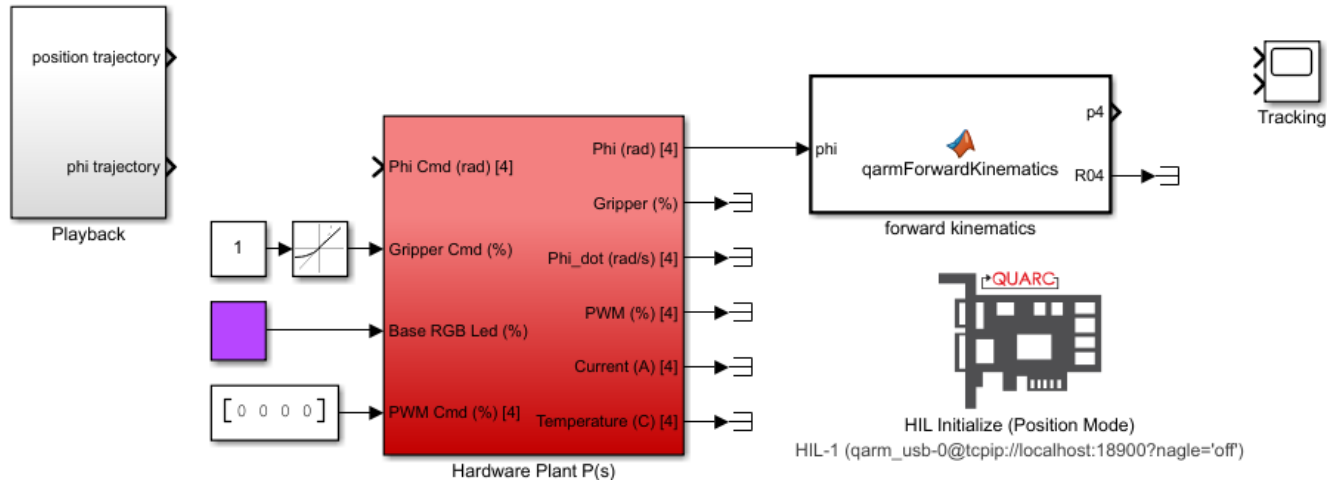 position trajectory
phi trajectory
Playback
1
[0 0 0 0]
Phi Cmd (rad) [4]
Gripper Cmd (%)
Base RGB Led (%)
PWM Cmd (%) [4]
Phi (rad) [4]
Gripper (%)
Phi_dot (rad/s) [4]
PWM (%) [4]
Current (A) [4]
Temperature (C) [4]
Hardware Plant P(s)
phi
qarmForwardKinematics
p4
R04
forward kinematics
Tracking
QUARC
HIL Initialize (Position Mode)
HIL-1 (qarm_usb-0@tcpip://localhost:18900?nagle='off')